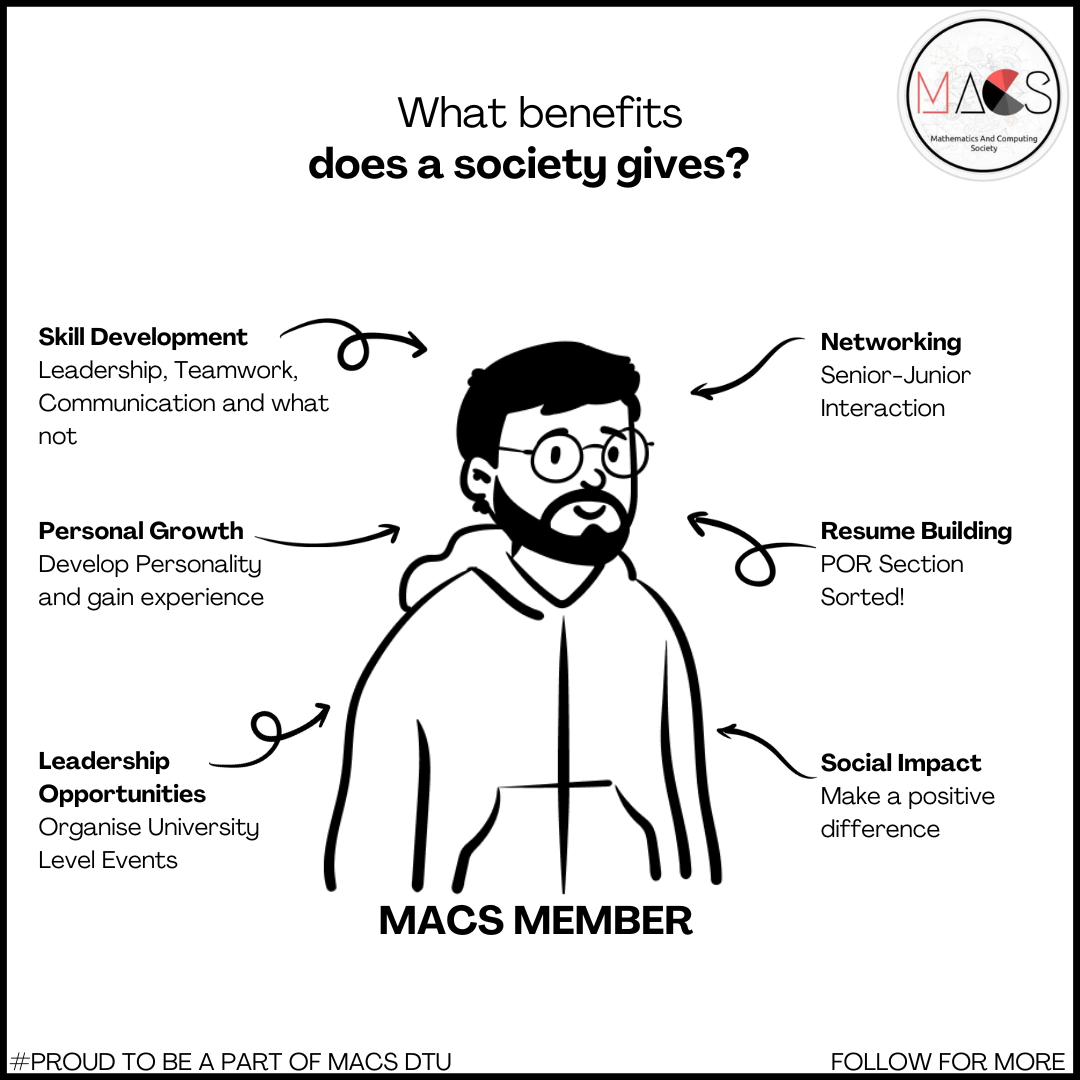 MACS
Mathematics And Computing
Society
What benefits
does a society gives?
Skill Development
Leadership, Teamwork,
Communication and what
not
Personal Growth
Develop Personality
and gain experience
Leadership
Opportunities
Organise University
Level Events
Networking
Senior-Junior
Interaction
Resume Building
POR Section
Sorted!
Social Impact
Make a positive
difference
MACS MEMBER
#PROUD TO BE A PART OF MACS DTU
FOLLOW FOR MORE